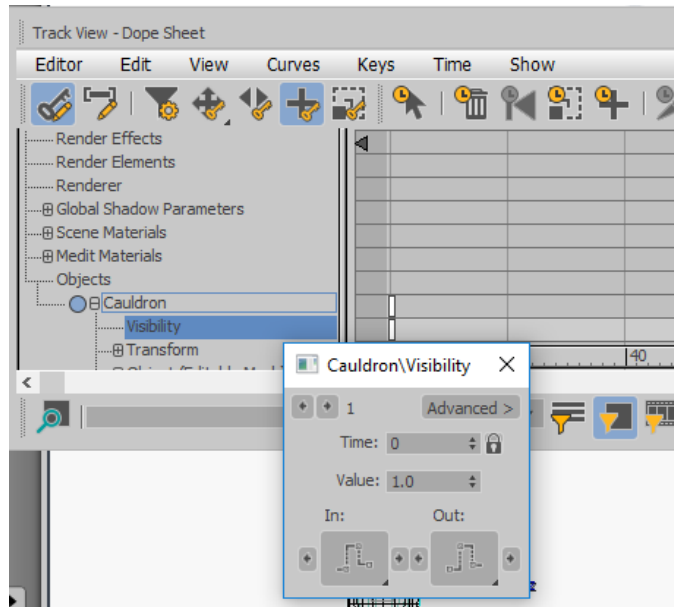 Track View - Dope Sheet
Editor Edit View Curves Keys Time Show
Render Effects
Render Elements
Renderer
Global Shadow Parameters
Scene Materials
Medit Materials
Objects
Cauldron
Visibility
Transform
40
Cauldron\Visibility
1 Advanced >
Time: 0
Value: 1.0
In: Out: